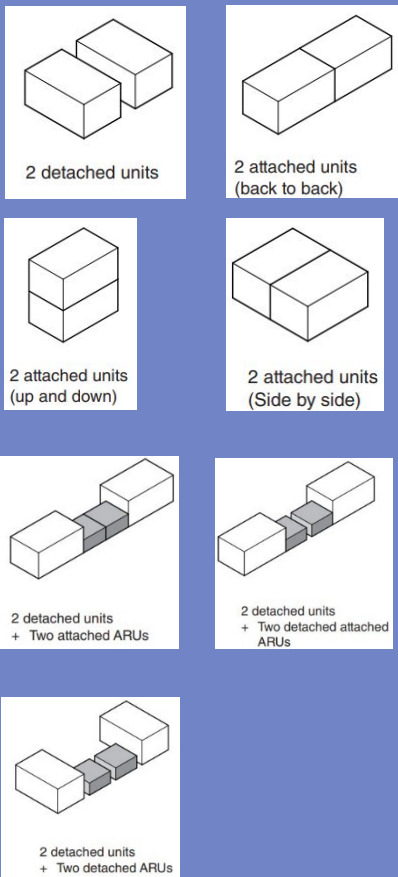 2 detached units
2 attached units
(back to back)
2 attached units
(up and down)
2 attached units
(Side by side)
2 detached units
+ Two attached ARUs
2 detached units
+ Two detached attached
ARUs
2 detached units
+ Two detached ARUs